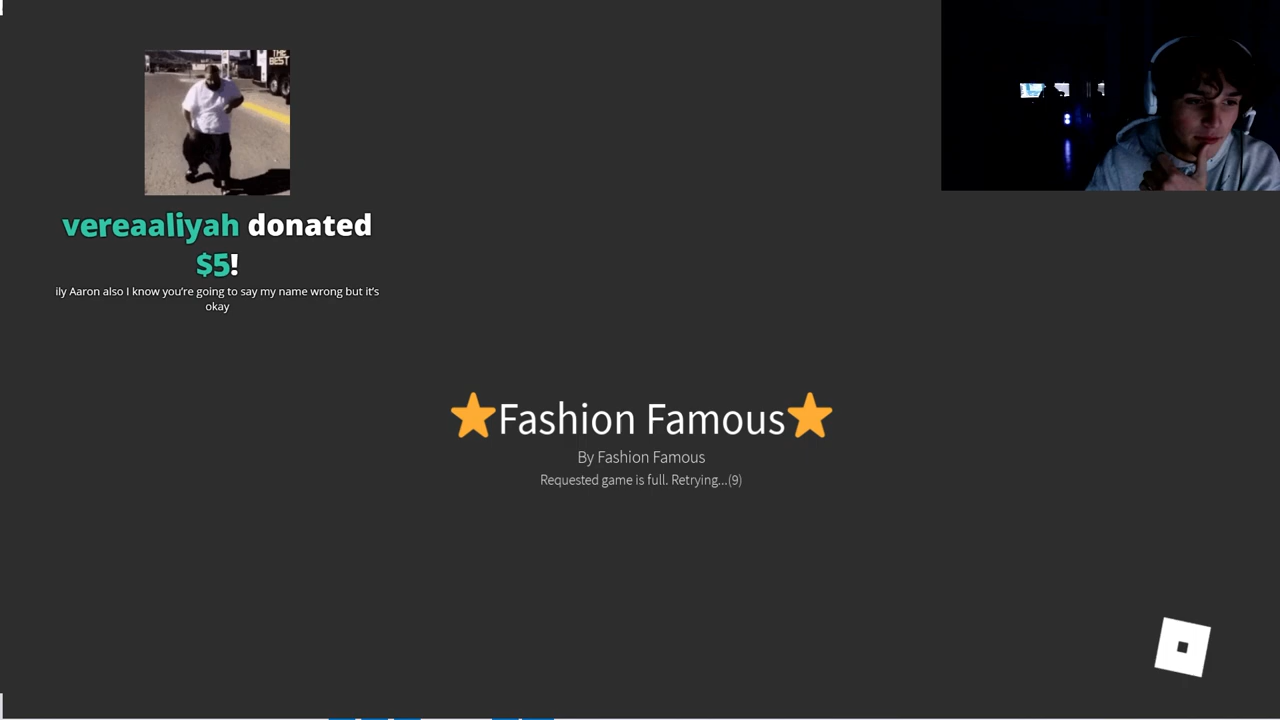 THE
BEST
vereaaliyah donated
$5!
ily Aaron also I know you’re going to say my name wrong but it’s
okay
⭐Fashion Famous⭐
By Fashion Famous
Requested game is full. Retrying...(9)